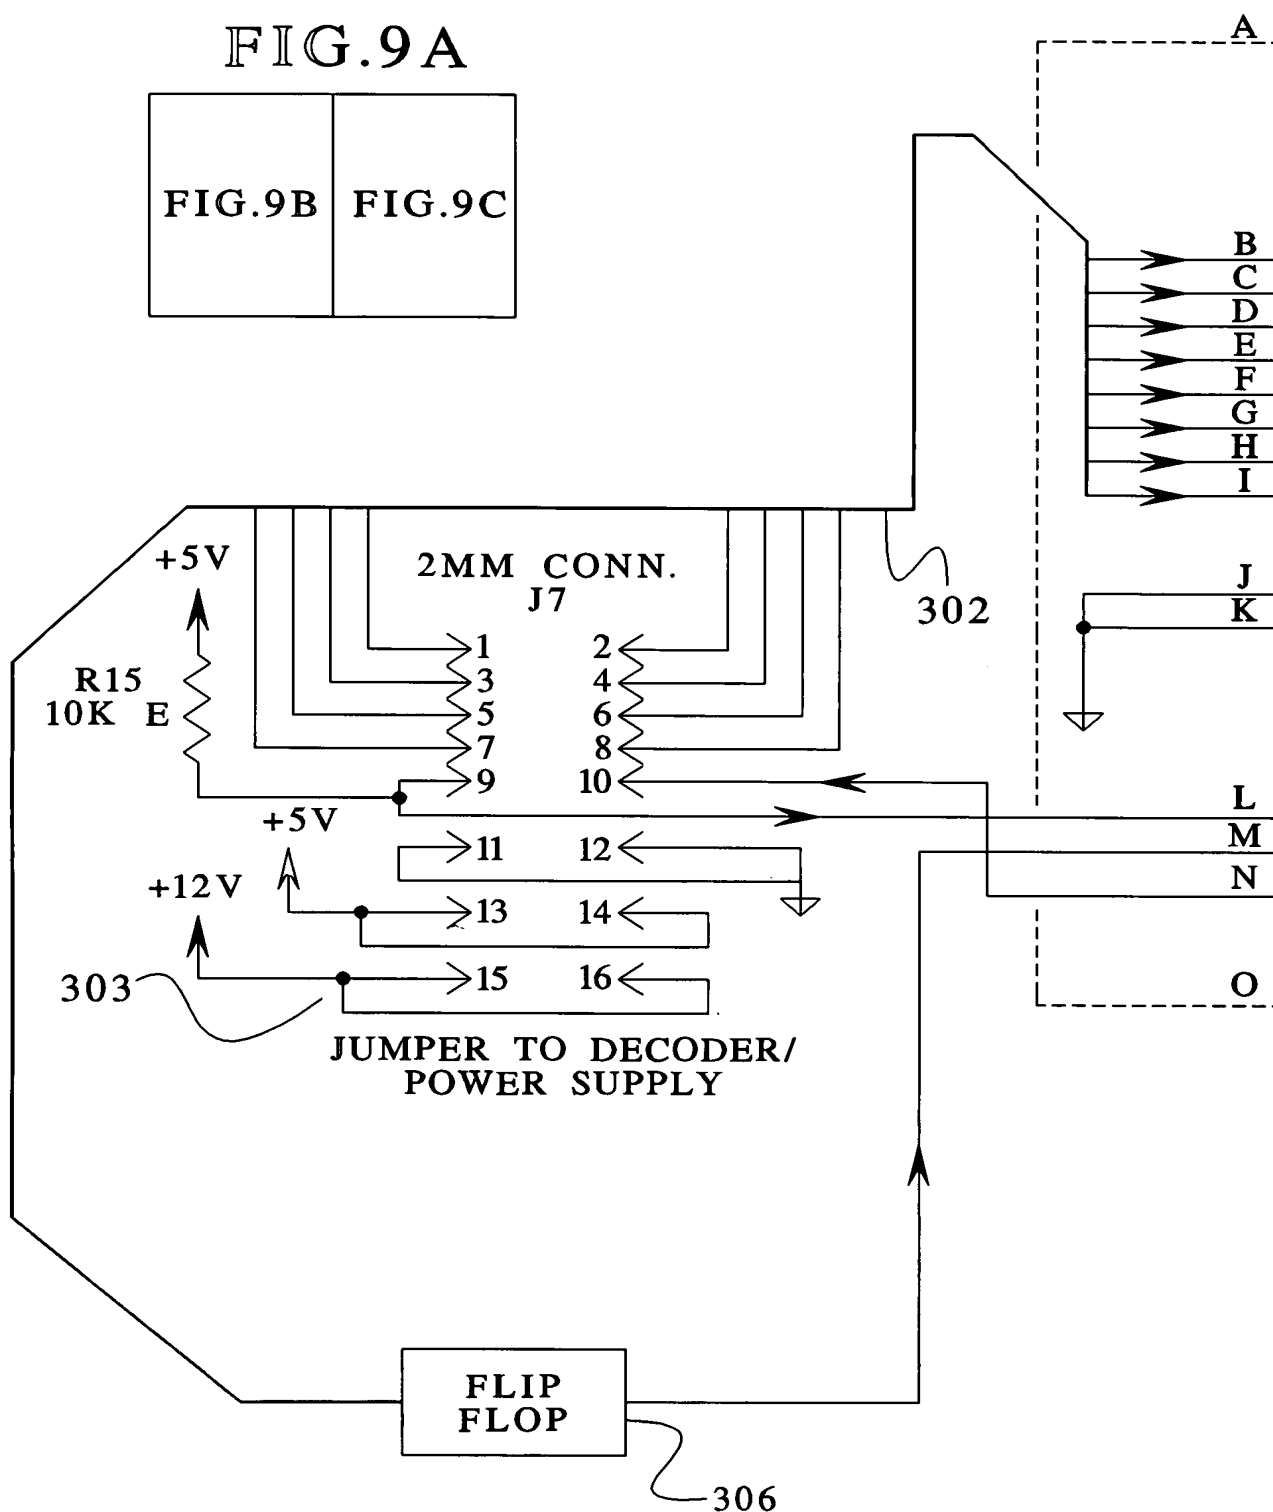 FIG.9A
A
FIG.9B FIG.9C
B
C
D
E
F
G
H
I
+5V
2MM CONN.
J7
302
J
K
1 2
3 4
5 6
7 8
9 10
R15
10K E
+5V
L
M
N
11 12
+12V
13 14
15 16
303
O
JUMPER TO DECODER/
POWER SUPPLY
FLIP
FLOP
306